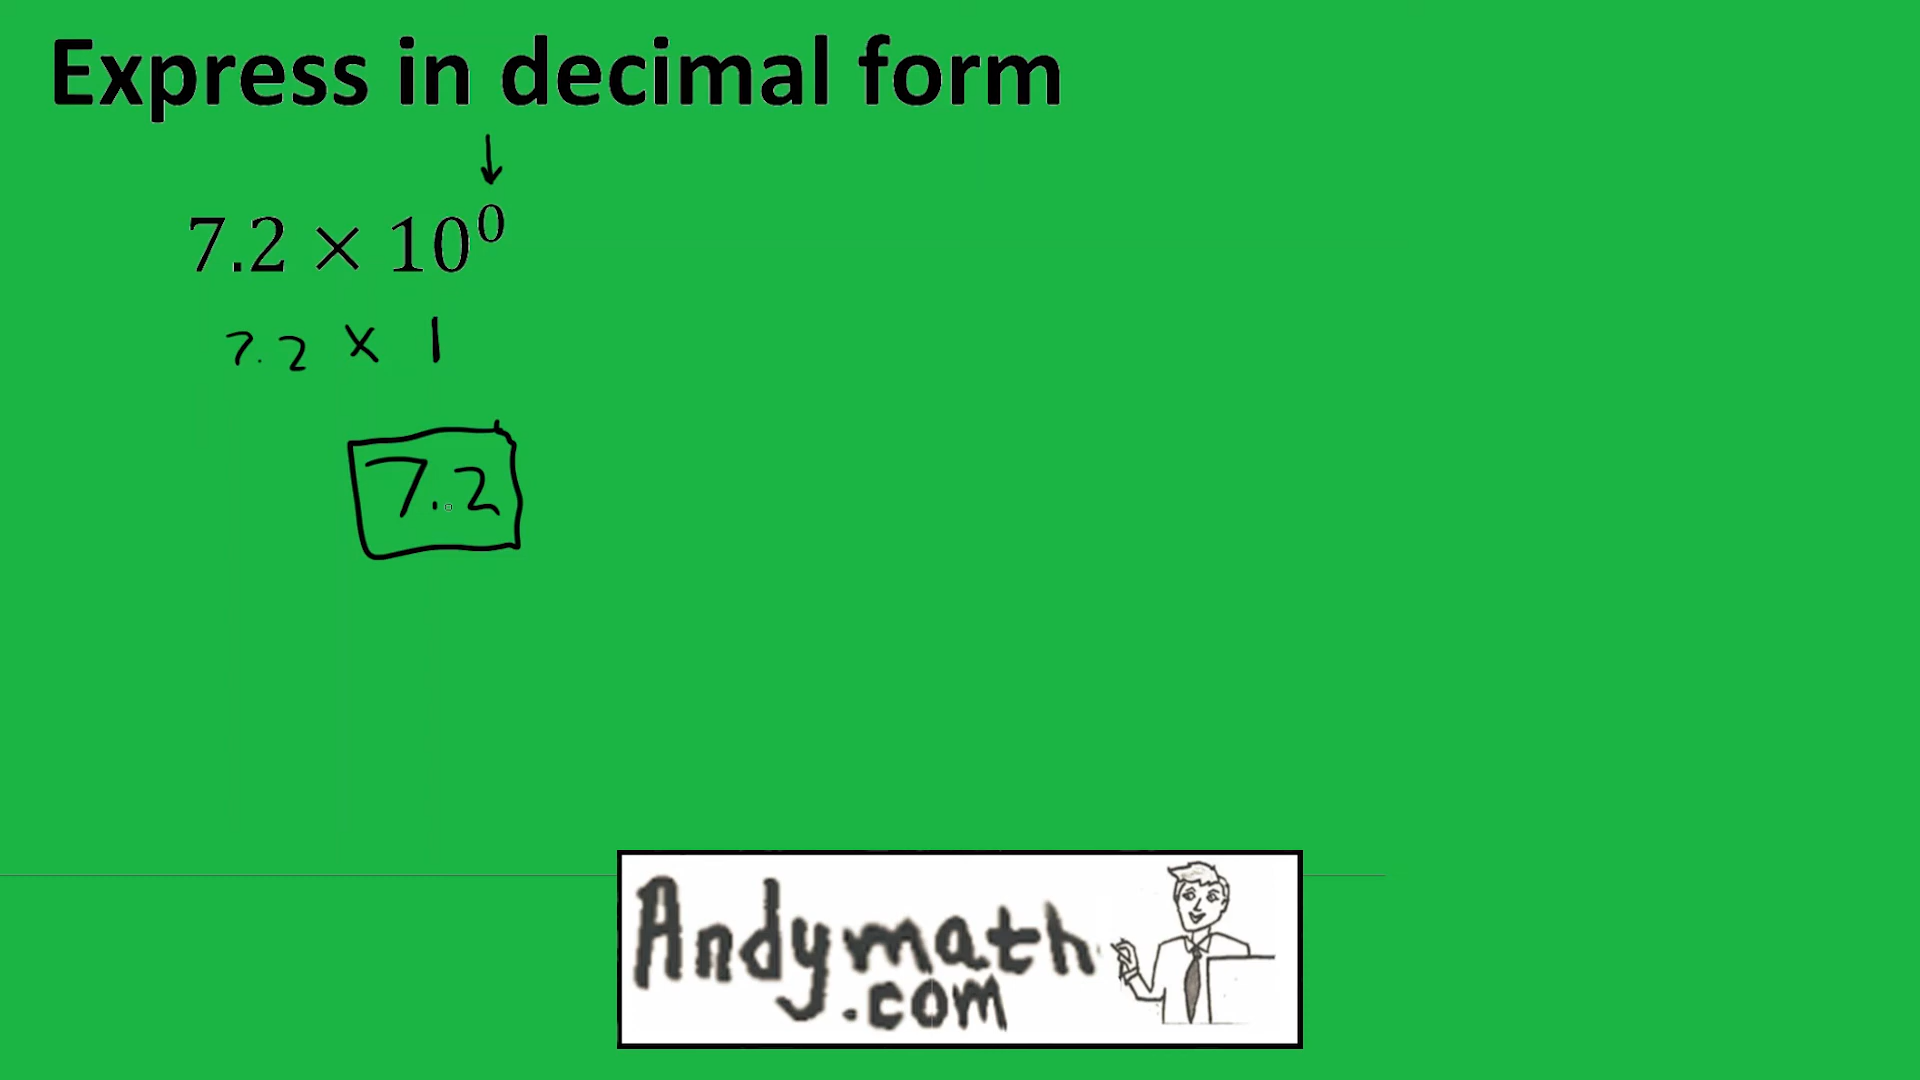 Express in decimal form
7.2 × 10⁰
7.2 x 1
7.2
Andymath
.com